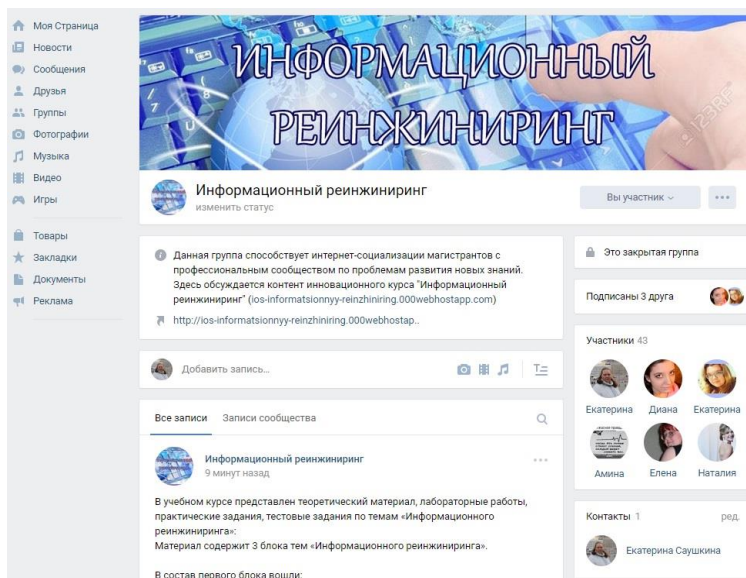 Моя Страница
Новости
Сообщения
Друзья
Группы
Фотографии
Музыка
Видео
Игры
Товары
Закладки
Документы
Реклама
ИНФОРМАЦИОННЫЙ
РЕИНЖИНИРИНГ
123RF
Информационный реинжиниринг
изменить статус
Вы участник
Данная группа способствует интернет-социализации магистрантов с
профессиональным сообществом по проблемам развития новых знаний.
Здесь обсуждается контент инновационного курса "Информационный
реинжиниринг" (ios-informatsionnyy-reinzhiniring.000webhostapp.com)
http://ios-informatsionnyy-reinzhiniring.000webhostap..
Добавить запись...
Все записи Записи сообщества
Информационный реинжиниринг
9 минут назад
В учебном курсе представлен теоретический материал, лабораторные работы,
практические задания, тестовые задания по темам «Информационного
реинжиниринга»:
Материал содержит 3 блока тем «Информационного реинжиниринга».
В состав первого блока вошли:
Это закрытая группа
Подписаны 3 друга
Участники 43
Екатерина Диана Екатерина
Амина Елена Наталия
Контакты 1 ред.
Екатерина Саушкина